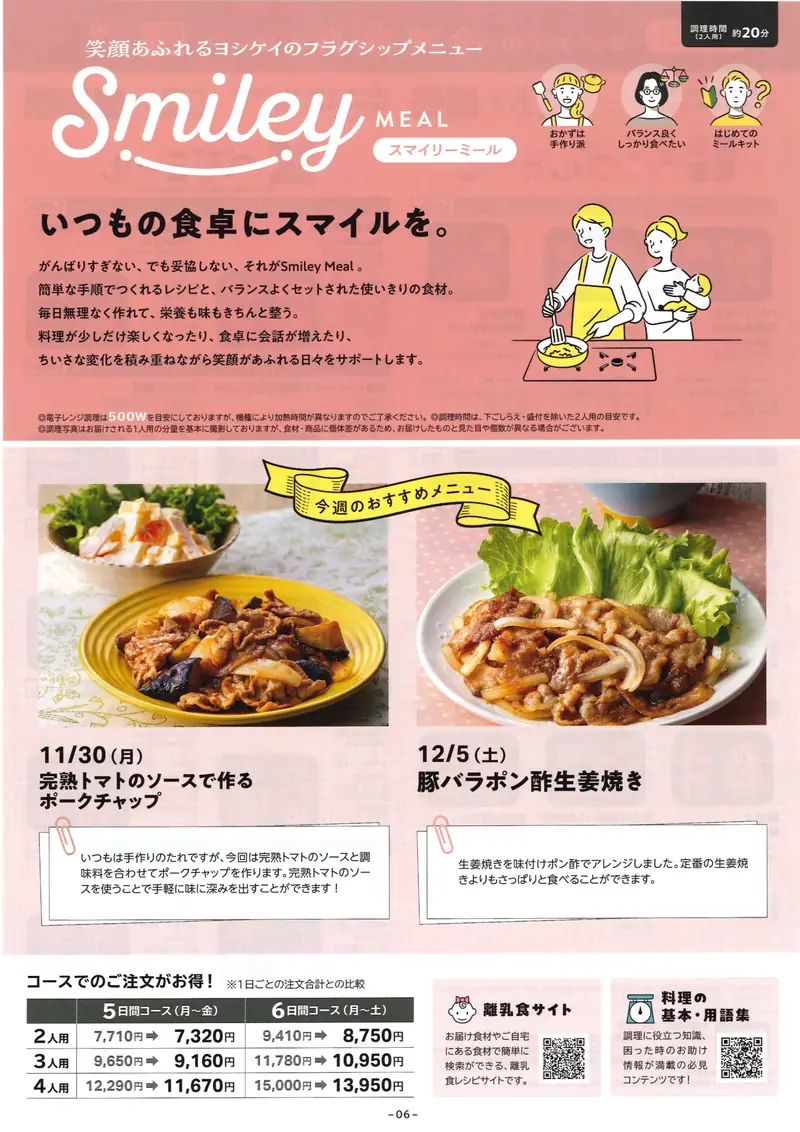 調理時間
(2人用) 約20分
笑顔あふれるヨシケイのフラグシップメニュー
Smiley MEAL
スマイリーミール
おかずは
手作り派
バランス良く
しっかり食べたい
はじめての
ミールキット
いつもの食卓にスマイルを。
がんばりすぎない、でも妥協しない、それがSmiley Meal 。
簡単な手順でつくれるレシピと、バランスよくセットされた使いきりの食材。
毎日無理なく作れて、栄養も味もきちんと整う。
料理が少しだけ楽しくなったり、食卓に会話が増えたり、
ちいさな変化を積み重ねながら笑顔があふれる日々をサポートします。
◎電子レンジ調理は500Wを目安にしておりますが、機種により加熱時間が異なりますのでご了承ください。◎調理時間は、下ごしらえ・盛付を除いた2人用の目安です。
◎調理写真はお届けされる1人用の分量を基本に撮影しておりますが、食材・商品に個体差があるため、お届けしたものと見た目や個数が異なる場合がございます。
今週のおすすめメニュー
11/30(月)
完熟トマトのソースで作る
ポークチャップ
いつもは手作りのたれですが、今回は完熟トマトのソースと調
味料を合わせてポークチャップを作ります。完熟トマトのソー
スを使うことで手軽に味に深みを出すことができます！
12/5(土)
豚バラポン酢生姜焼き
生姜焼きを味付けポン酢でアレンジしました。定番の生姜焼
きよりもさっぱりと食べることができます。
コースでのご注文がお得！ ※1日ごとの注文合計との比較
5日間コース(月〜金) 6日間コース(月〜土)
2人用 7,710円➡7,320円 9,410円➡8,750円
3人用 9,650円➡9,160円 11,780円➡10,950円
4人用 12,290円➡11,670円 15,000円➡13,950円
離乳食サイト
お届け食材やご自宅
にある食材で簡単に
検索ができる、離乳
食レシピサイトです。
料理の
基本・用語集
調理に役立つ知識、
困った時のお助け
情報が満載の必見
コンテンツです！
-06-